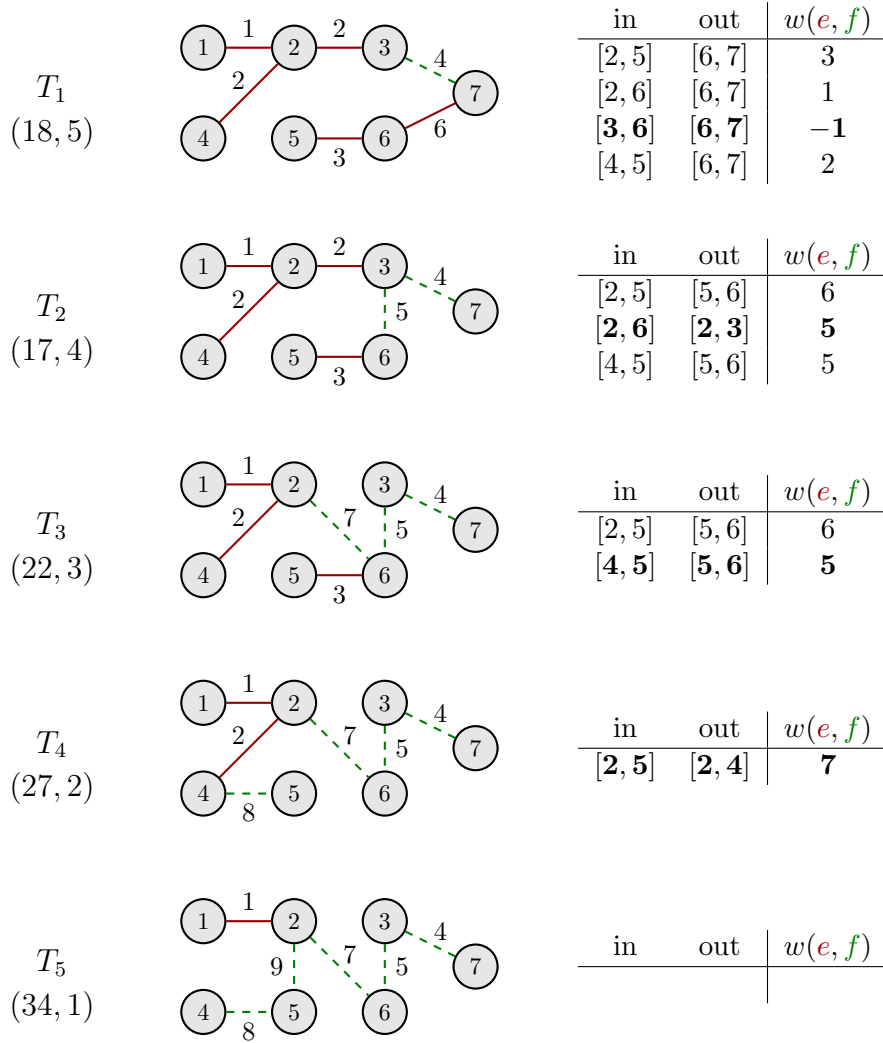 1 2
1 2 3
4
2
7
T₁
(18, 5)
4 5 6
3
6
in out w(e, f)
[2, 5] [6, 7] 3
[2, 6] [6, 7] 1
[3, 6] [6, 7] −1
[4, 5] [6, 7] 2
1 2
1 2 3
4
2
5
7
T₂
(17, 4)
4 5 6
3
in out w(e, f)
[2, 5] [5, 6] 6
[2, 6] [2, 3] 5
[4, 5] [5, 6] 5
1
1 2 3
4
2
7
5
7
T₃
(22, 3)
4 5 6
3
in out w(e, f)
[2, 5] [5, 6] 6
[4, 5] [5, 6] 5
1
1 2 3
4
2
7
5
7
T₄
(27, 2)
4 5 6
8
in out w(e, f)
[2, 5] [2, 4] 7
1
1 2 3
4
9
7
5
7
T₅
(34, 1)
4 5 6
8
in out w(e, f)